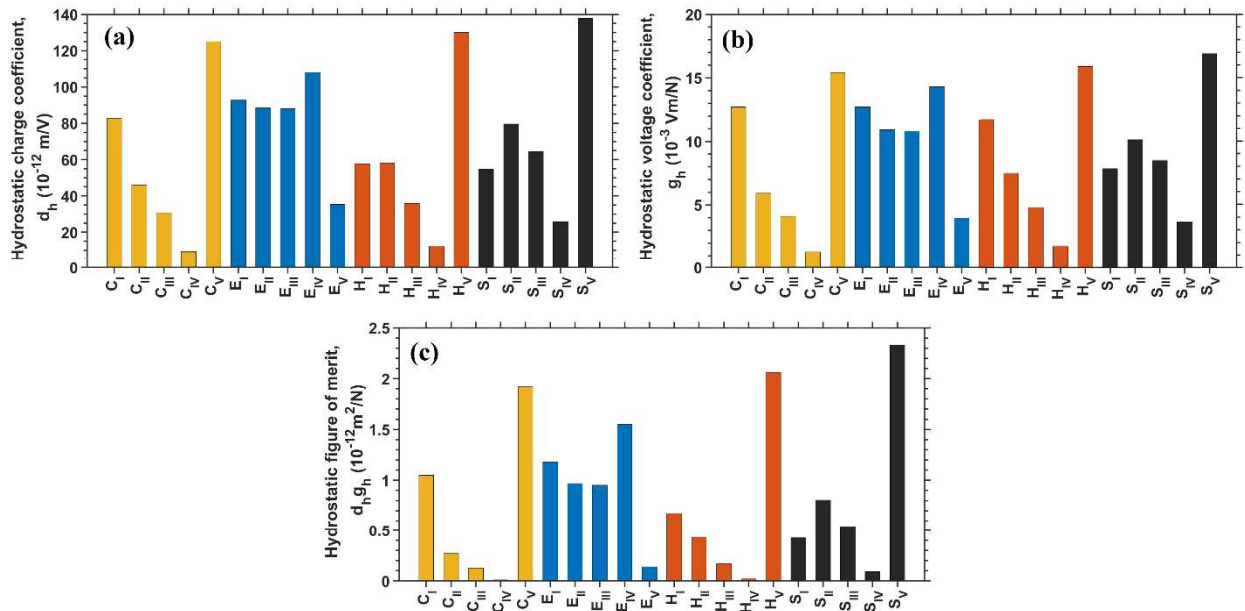 (a)
Hydrostatic charge coefficient,
d_h (10^-12 m/V)
140
120
100
80
60
40
20
0
C_I C_II C_III C_IV C_V E_I E_II E_III E_IV E_V H_I H_II H_III H_IV H_V S_I S_II S_III S_IV S_V
(b)
Hydrostatic voltage coefficient,
g_h (10^-3 Vm/N)
20
15
10
5
0
C_I C_II C_III C_IV C_V E_I E_II E_III E_IV E_V H_I H_II H_III H_IV H_V S_I S_II S_III S_IV S_V
(c)
Hydrostatic figure of merit,
d_h g_h (10^-12 m^2/N)
2.5
2
1.5
1
0.5
0
C_I C_II C_III C_IV C_V E_I E_II E_III E_IV E_V H_I H_II H_III H_IV H_V S_I S_II S_III S_IV S_V